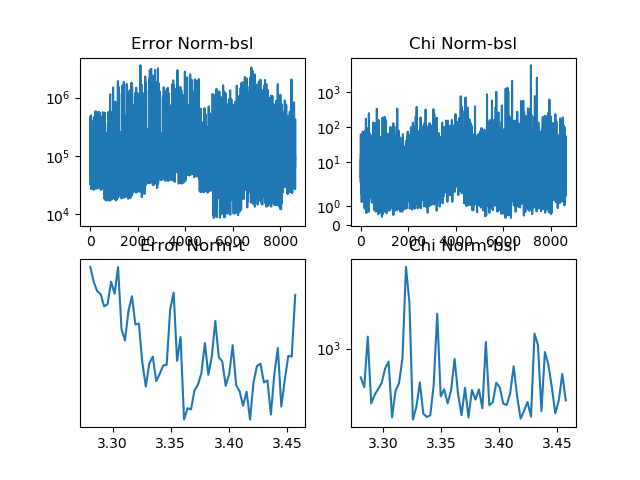 Error Norm-bsl
Chi Norm-bsl
10^6
10^5
10^4
10^3
10^2
10^1
10^0
0
0 2000 4000 6000 8000
0 2000 4000 6000 8000
Error Norm-t
Chi Norm-bsl
10^3
3.30 3.35 3.40 3.45
3.30 3.35 3.40 3.45